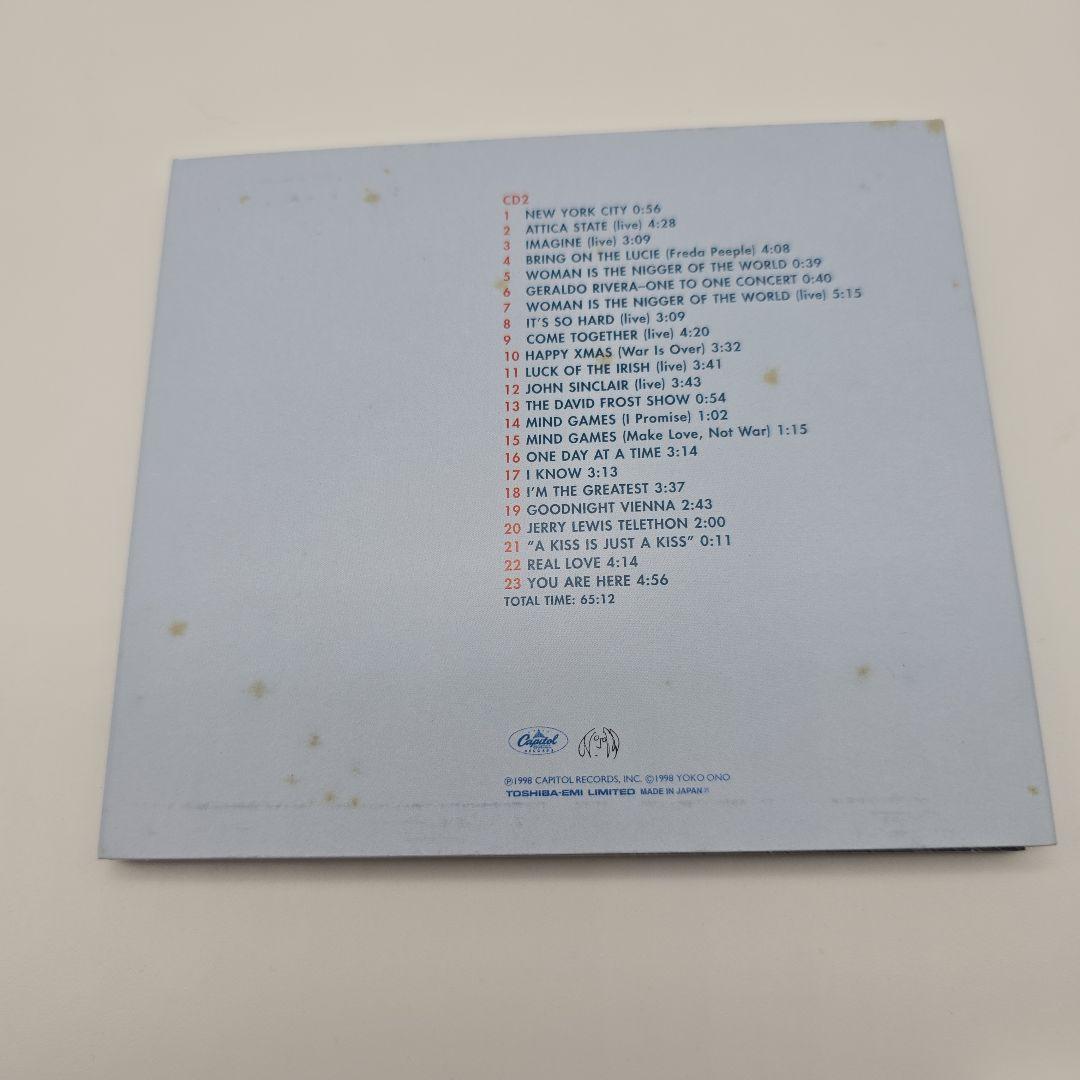 CD2
1 NEW YORK CITY 0:56
2 ATTICA STATE (live) 4:28
3 IMAGINE (live) 3:09
4 BRING ON THE LUCIE (Freda Peeple) 4:08
5 WOMAN IS THE NIGGER OF THE WORLD 0:39
6 GERALDO RIVERA–ONE TO ONE CONCERT 0:40
7 WOMAN IS THE NIGGER OF THE WORLD (live) 5:15
8 IT'S SO HARD (live) 3:09
9 COME TOGETHER (live) 4:20
10 HAPPY XMAS (War Is Over) 3:32
11 LUCK OF THE IRISH (live) 3:41
12 JOHN SINCLAIR (live) 3:43
13 THE DAVID FROST SHOW 0:54
14 MIND GAMES (I Promise) 1:02
15 MIND GAMES (Make Love, Not War) 1:15
16 ONE DAY AT A TIME 3:14
17 I KNOW 3:13
18 I'M THE GREATEST 3:37
19 GOODNIGHT VIENNA 2:43
20 JERRY LEWIS TELETHON 2:00
21 "A KISS IS JUST A KISS" 0:11
22 REAL LOVE 4:14
23 YOU ARE HERE 4:56
TOTAL TIME: 65:12
Capitol
RECORDS
℗1998 CAPITOL RECORDS, INC. ©1998 YOKO ONO
TOSHIBA-EMI LIMITED MADE IN JAPAN